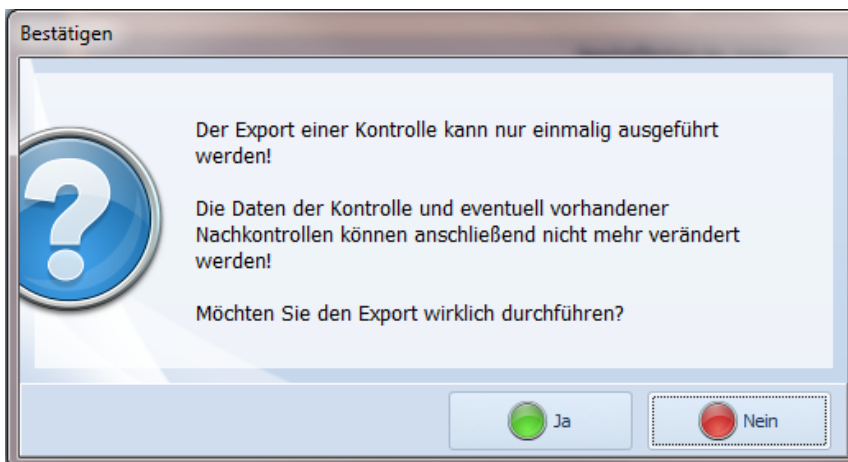 Bestätigen
Der Export einer Kontrolle kann nur einmalig ausgeführt
werden!
Die Daten der Kontrolle und eventuell vorhandener
Nachkontrollen können anschließend nicht mehr verändert
werden!
Möchten Sie den Export wirklich durchführen?
Ja
Nein